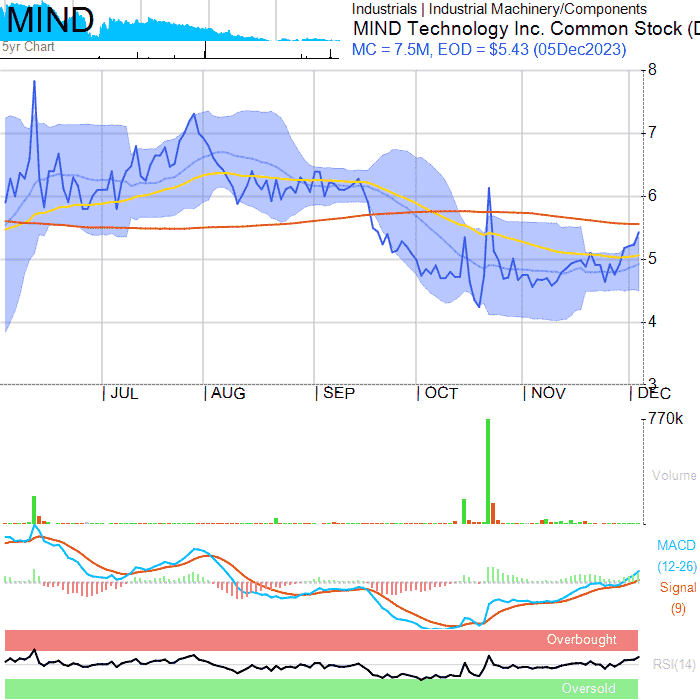 MIND
5yr Chart
Industrials | Industrial Machinery/Components
MIND Technology Inc. Common Stock (D
MC = 7.5M, EOD = $5.43 (05Dec2023)
8
7
6
5
4
3
| JUL | AUG | SEP | OCT | NOV | DEC
770k
Volume
MACD
(12-26)
Signal
(9)
Overbought
RSI(14)
Oversold